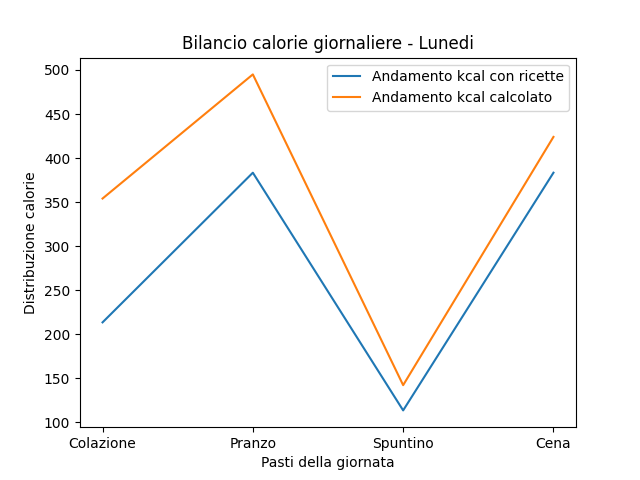 Bilancio calorie giornaliere - Lunedi
Andamento kcal con ricette
Andamento kcal calcolato
Distribuzione calorie
500
450
400
350
300
250
200
150
100
Colazione Pranzo Spuntino Cena
Pasti della giornata